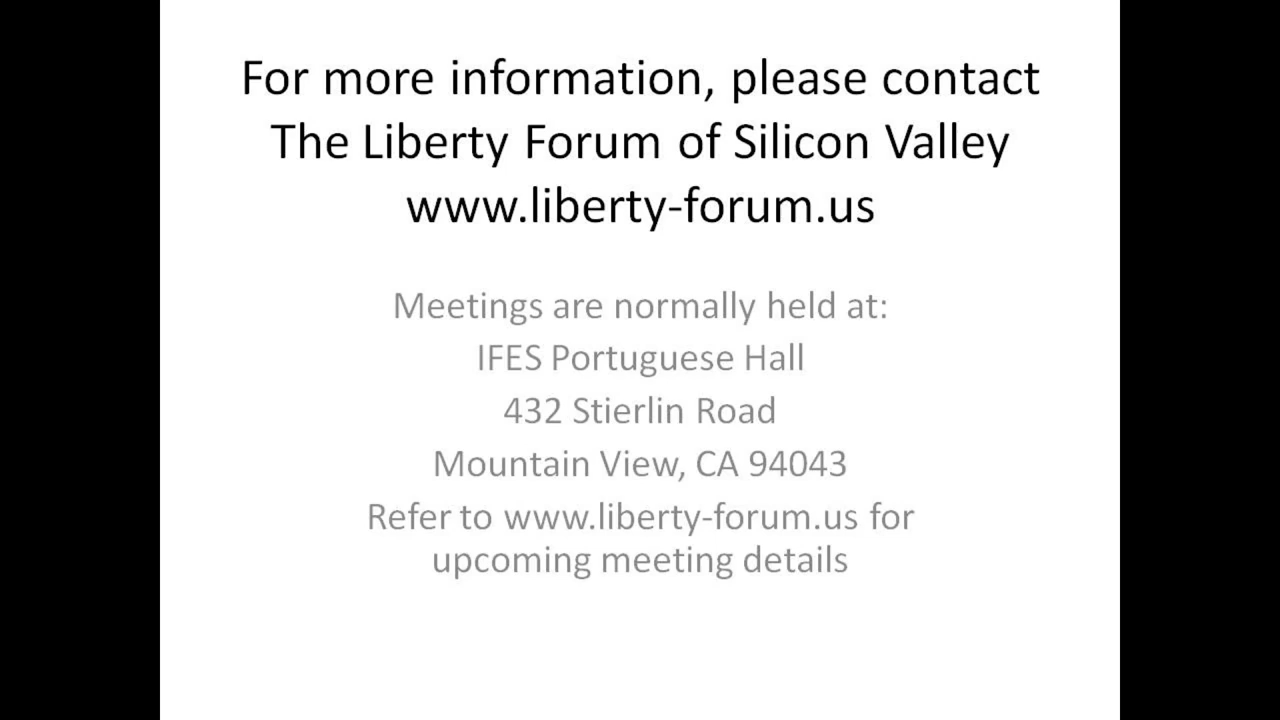 For more information, please contact
The Liberty Forum of Silicon Valley
www.liberty-forum.us
Meetings are normally held at:
IFES Portuguese Hall
432 Stierlin Road
Mountain View, CA 94043
Refer to www.liberty-forum.us for
upcoming meeting details